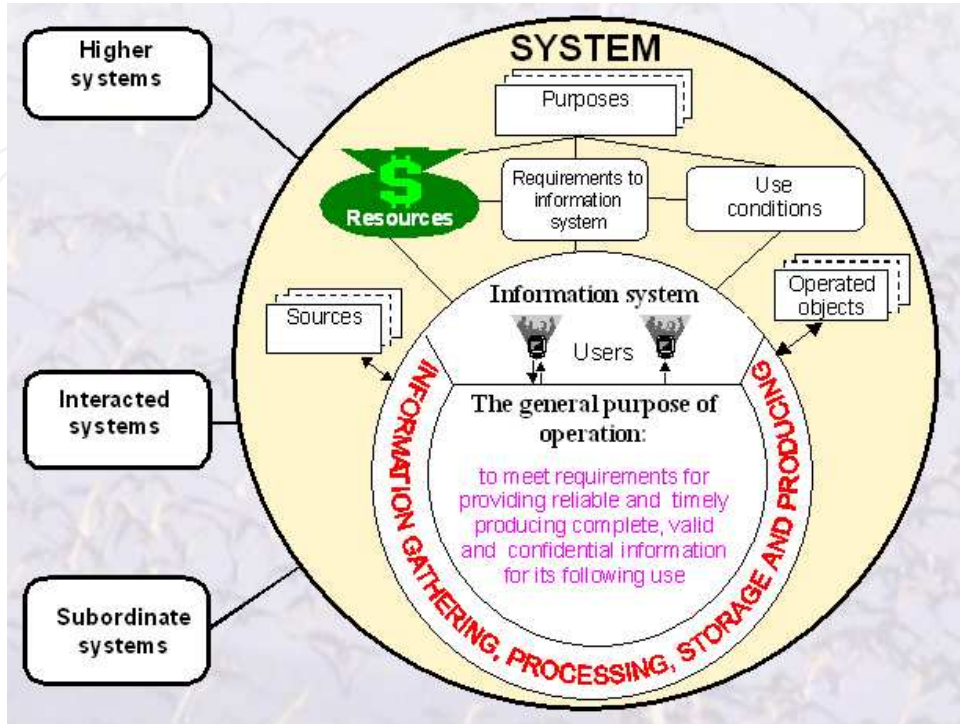 SYSTEM
Higher
systems
Purposes
$
Resources
Requirements to
information
system
Use
conditions
Information system
Sources
Operated
objects
Users
Interacted
systems
The general purpose of
operation:
to meet requirements for
providing reliable and timely
producing complete, valid
and confidential information
for its following use
INFORMATION GATHERING, PROCESSING, STORAGE AND PRODUCING
Subordinate
systems